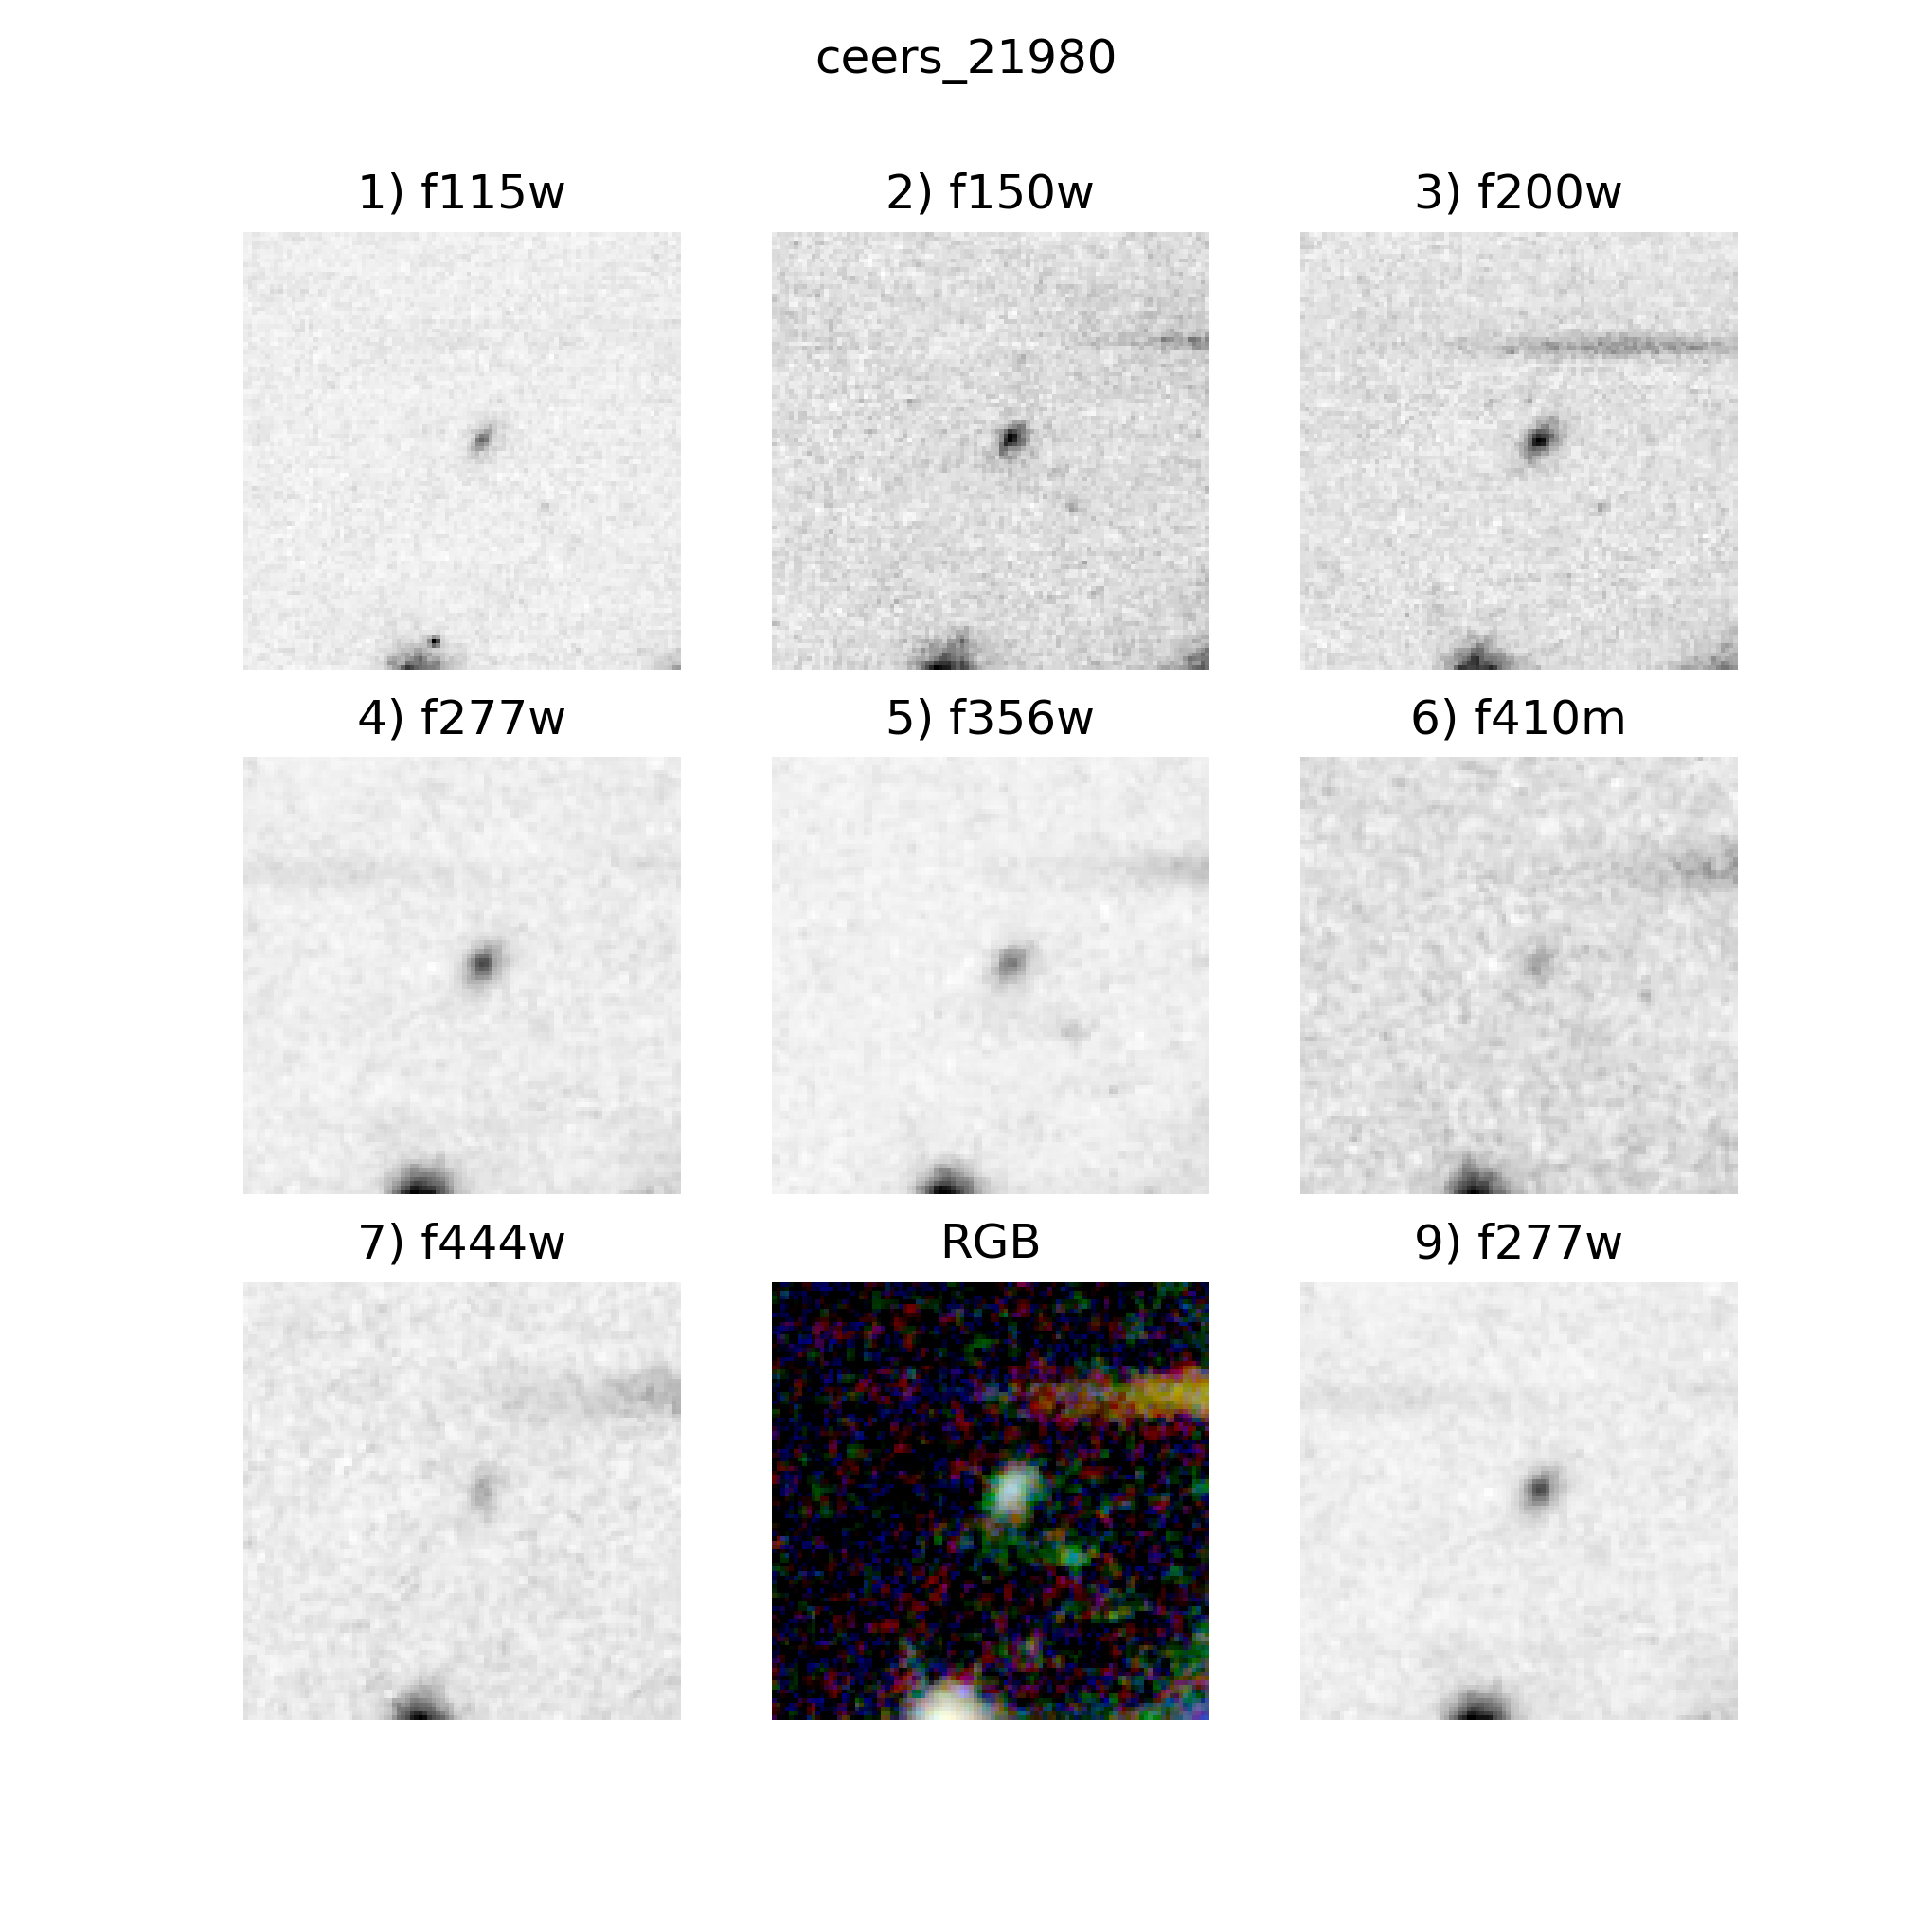 ceers_21980
1) f115w
2) f150w
3) f200w
4) f277w
5) f356w
6) f410m
7) f444w
RGB
9) f277w